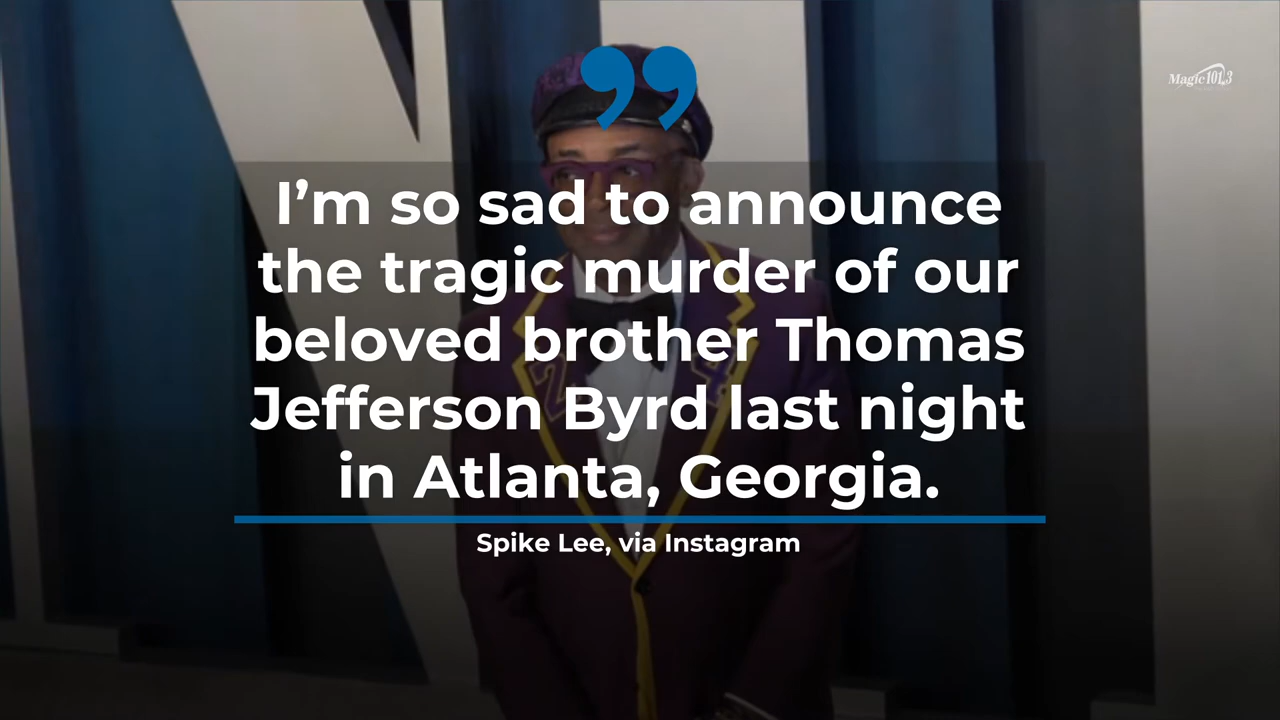 Magic 101.3
”
I’m so sad to announce
the tragic murder of our
beloved brother Thomas
Jefferson Byrd last night
in Atlanta, Georgia.
Spike Lee, via Instagram